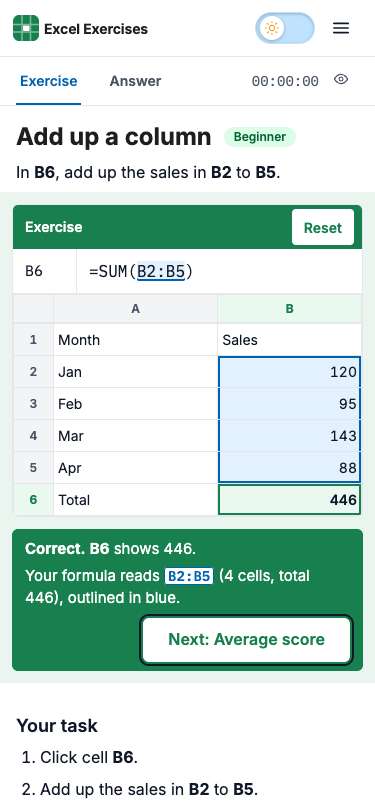 Excel Exercises
Exercise Answer 00:00:00
Add up a column Beginner
In B6, add up the sales in B2 to B5.
Exercise Reset
B6 =SUM(B2:B5)
A B
1 Month Sales
2 Jan 120
3 Feb 95
4 Mar 143
5 Apr 88
6 Total 446
Correct. B6 shows 446.
Your formula reads B2:B5 (4 cells, total
446), outlined in blue.
Next: Average score
Your task
1. Click cell B6.
2. Add up the sales in B2 to B5.